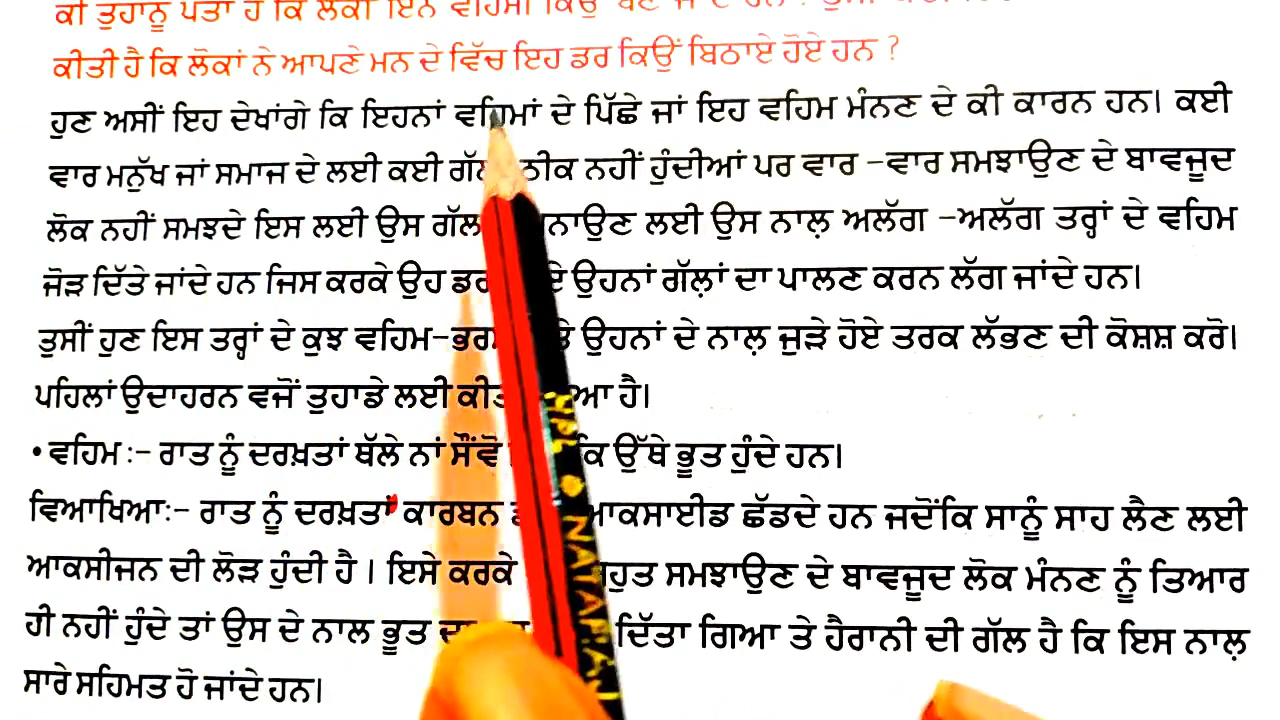 ਕੀ ਤੁਹਾਨੂੰ ਪਤਾ ਹੈ ਕਿ ਲੋਕੀ ਇੰਨੇ ਵਹਿਮੀ ਕਿਉਂ
ਕੀਤੀ ਹੈ ਕਿ ਲੋਕਾਂ ਨੇ ਆਪਣੇ ਮਨ ਦੇ ਵਿੱਚ ਇਹ ਡਰ ਕਿਉਂ ਬਿਠਾਏ ਹੋਏ ਹਨ ?
ਹੁਣ ਅਸੀਂ ਇਹ ਦੇਖਾਂਗੇ ਕਿ ਇਹਨਾਂ ਵਹਿਮਾਂ ਦੇ ਪਿੱਛੇ ਜਾਂ ਇਹ ਵਹਿਮ ਮੰਨਣ ਦੇ ਕੀ ਕਾਰਨ ਹਨ। ਕਈ
ਵਾਰ ਮਨੁੱਖ ਜਾਂ ਸਮਾਜ ਦੇ ਲਈ ਕਈ ਠੀਕ ਨਹੀਂ ਹੁੰਦੀਆਂ ਪਰ ਵਾਰ -ਵਾਰ ਸਮਝਾਉਣ ਦੇ ਬਾਵਜੂਦ
ਲੋਕ ਨਹੀਂ ਸਮਝਦੇ ਇਸ ਲਈ ਉਸ ਗੱਲ ਲਈ ਉਸ ਨਾਲ਼ ਅਲੱਗ -ਅਲੱਗ ਤਰ੍ਹਾਂ ਦੇ ਵਹਿਮ
ਜੋੜ ਦਿੱਤੇ ਜਾਂਦੇ ਹਨ ਜਿਸ ਕਰਕੇ ਉਹ ਉਹਨਾਂ ਗੱਲਾਂ਼ ਦਾ ਪਾਲਣ ਕਰਨ ਲੱਗ ਜਾਂਦੇ ਹਨ।
ਤੁਸੀਂ ਹੁਣ ਇਸ ਤਰ੍ਹਾਂ ਦੇ ਕੁਝ ਵਹਿਮ- ਉਹਨਾਂ ਦੇ ਨਾਲ਼ ਜੁੜੇ ਹੋਏ ਤਰਕ ਲੱਭਣ ਦੀ ਕੋਸ਼ਸ਼ ਕਰੋ।
ਪਹਿਲਾਂ ਉਦਾਹਰਨ ਵਜੋਂ ਤੁਹਾਡੇ ਲਈ ਹੈ।
• ਵਹਿਮ :- ਰਾਤ ਨੂੰ ਦਰਖ਼ਤਾਂ ਥੱਲੇ ਨਾਂ ਸੌਂਵੋ ਕਿ ਉੱਥੇ ਭੂਤ ਹੁੰਦੇ ਹਨ।
ਵਿਆਖਿਆ:- ਰਾਤ ਨੂੰ ਦਰਖ਼ਤਾਂ ਕਾਰਬਨ ਛੱਡਦੇ ਹਨ ਜਦੋਂਕਿ ਸਾਨੂੰ ਸਾਹ ਲੈਣ ਲਈ
ਆਕਸੀਜਨ ਦੀ ਲੋੜ ਹੁੰਦੀ ਹੈ । ਇਸੇ ਕਰਕੇ ਸਮਝਾਉਣ ਦੇ ਬਾਵਜੂਦ ਲੋਕ ਮੰਨਣ ਨੂੰ ਤਿਆਰ
ਹੀ ਨਹੀਂ ਹੁੰਦੇ ਤਾਂ ਉਸ ਦੇ ਨਾਲ ਭੂਤ ਦਿੱਤਾ ਗਿਆ ਤੇ ਹੈਰਾਨੀ ਦੀ ਗੱਲ ਹੈ ਕਿ ਇਸ ਨਾਲ਼
ਸਾਰੇ ਸਹਿਮਤ ਹੋ ਜਾਂਦੇ ਹਨ।
NATARAJ